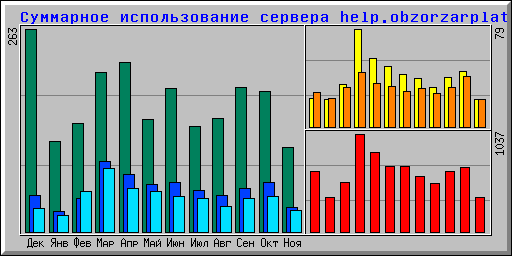 Суммарное использование сервера help.obzorzarplat
263
79
1037
Дек Янв Фев Мар Апр Май Июн Июл Авг Сен Окт Ноя